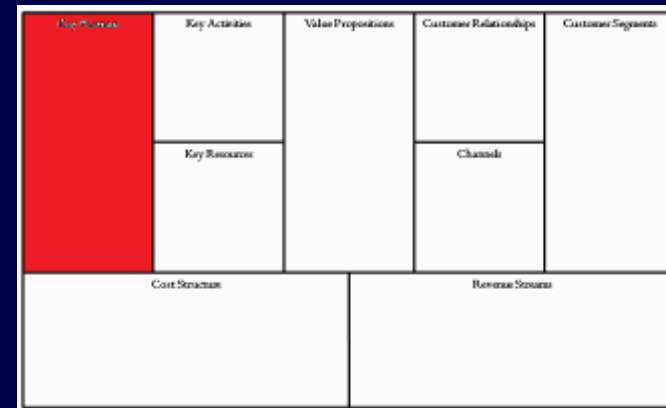 Key Partners
Key Activities
Value Propositions
Customer Relationships
Customer Segments
Key Resources
Channels
Cost Structure
Revenue Streams